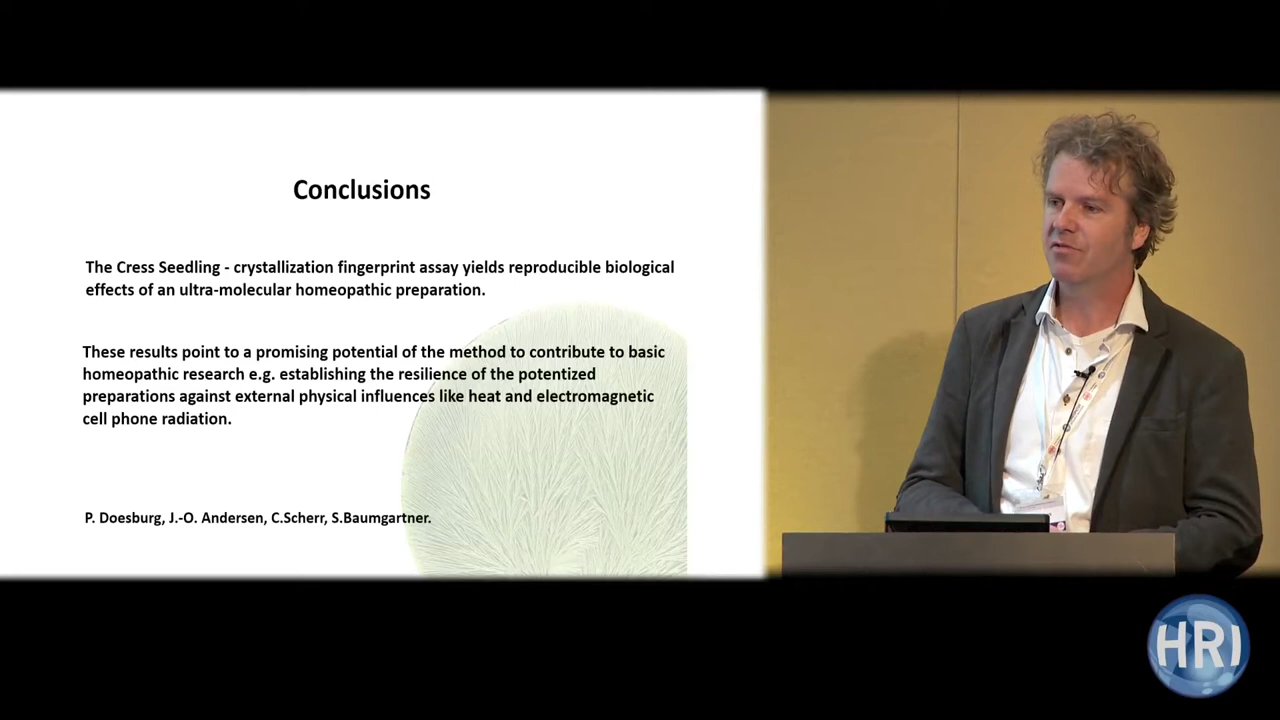 Conclusions
The Cress Seedling - crystallization fingerprint assay yields reproducible biological
effects of an ultra-molecular homeopathic preparation.
These results point to a promising potential of the method to contribute to basic
homeopathic research e.g. establishing the resilience of the potentized
preparations against external physical influences like heat and electromagnetic
cell phone radiation.
P. Doesburg, J.-O. Andersen, C.Scherr, S.Baumgartner.
HRI